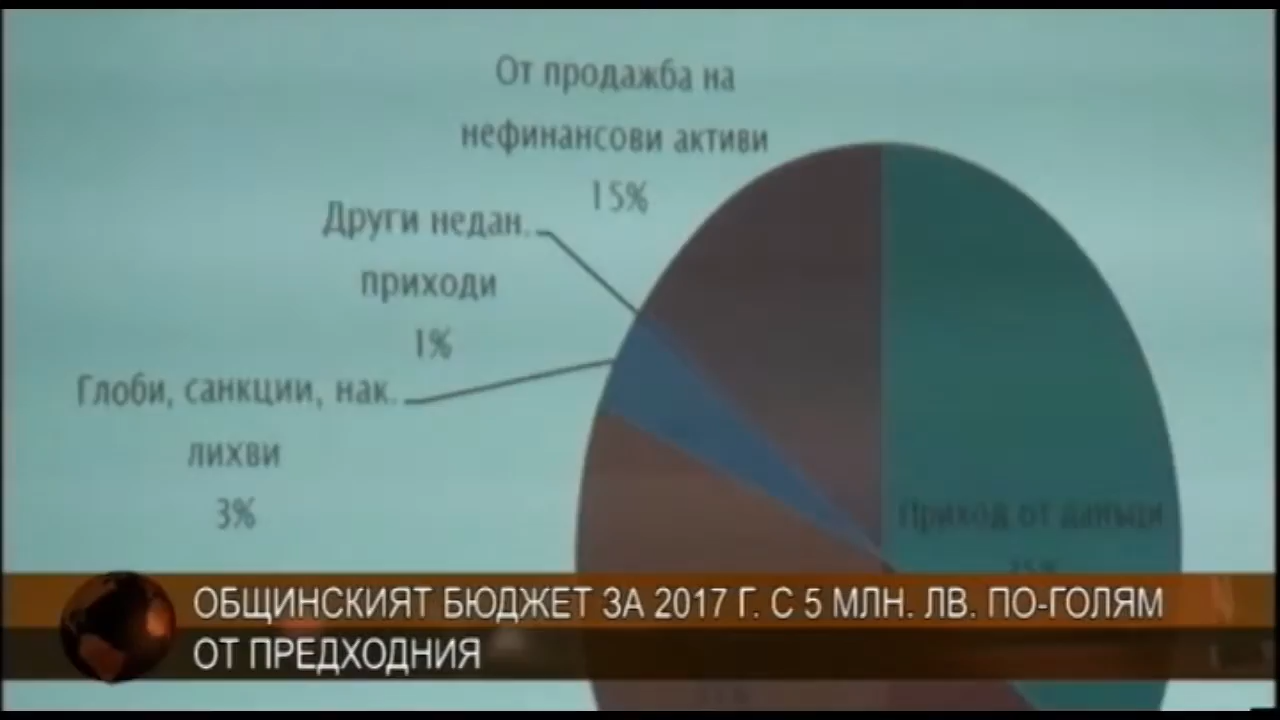 От продажба на
нефинансови активи
15%
Други недан.
приходи
1%
Глоби, санкции, нак.
лихви
3%
Приход от данъци
ОБЩИНСКИЯТ БЮДЖЕТ ЗА 2017 Г. С 5 МЛН. ЛВ. ПО-ГОЛЯМ
ОТ ПРЕДХОДНИЯ